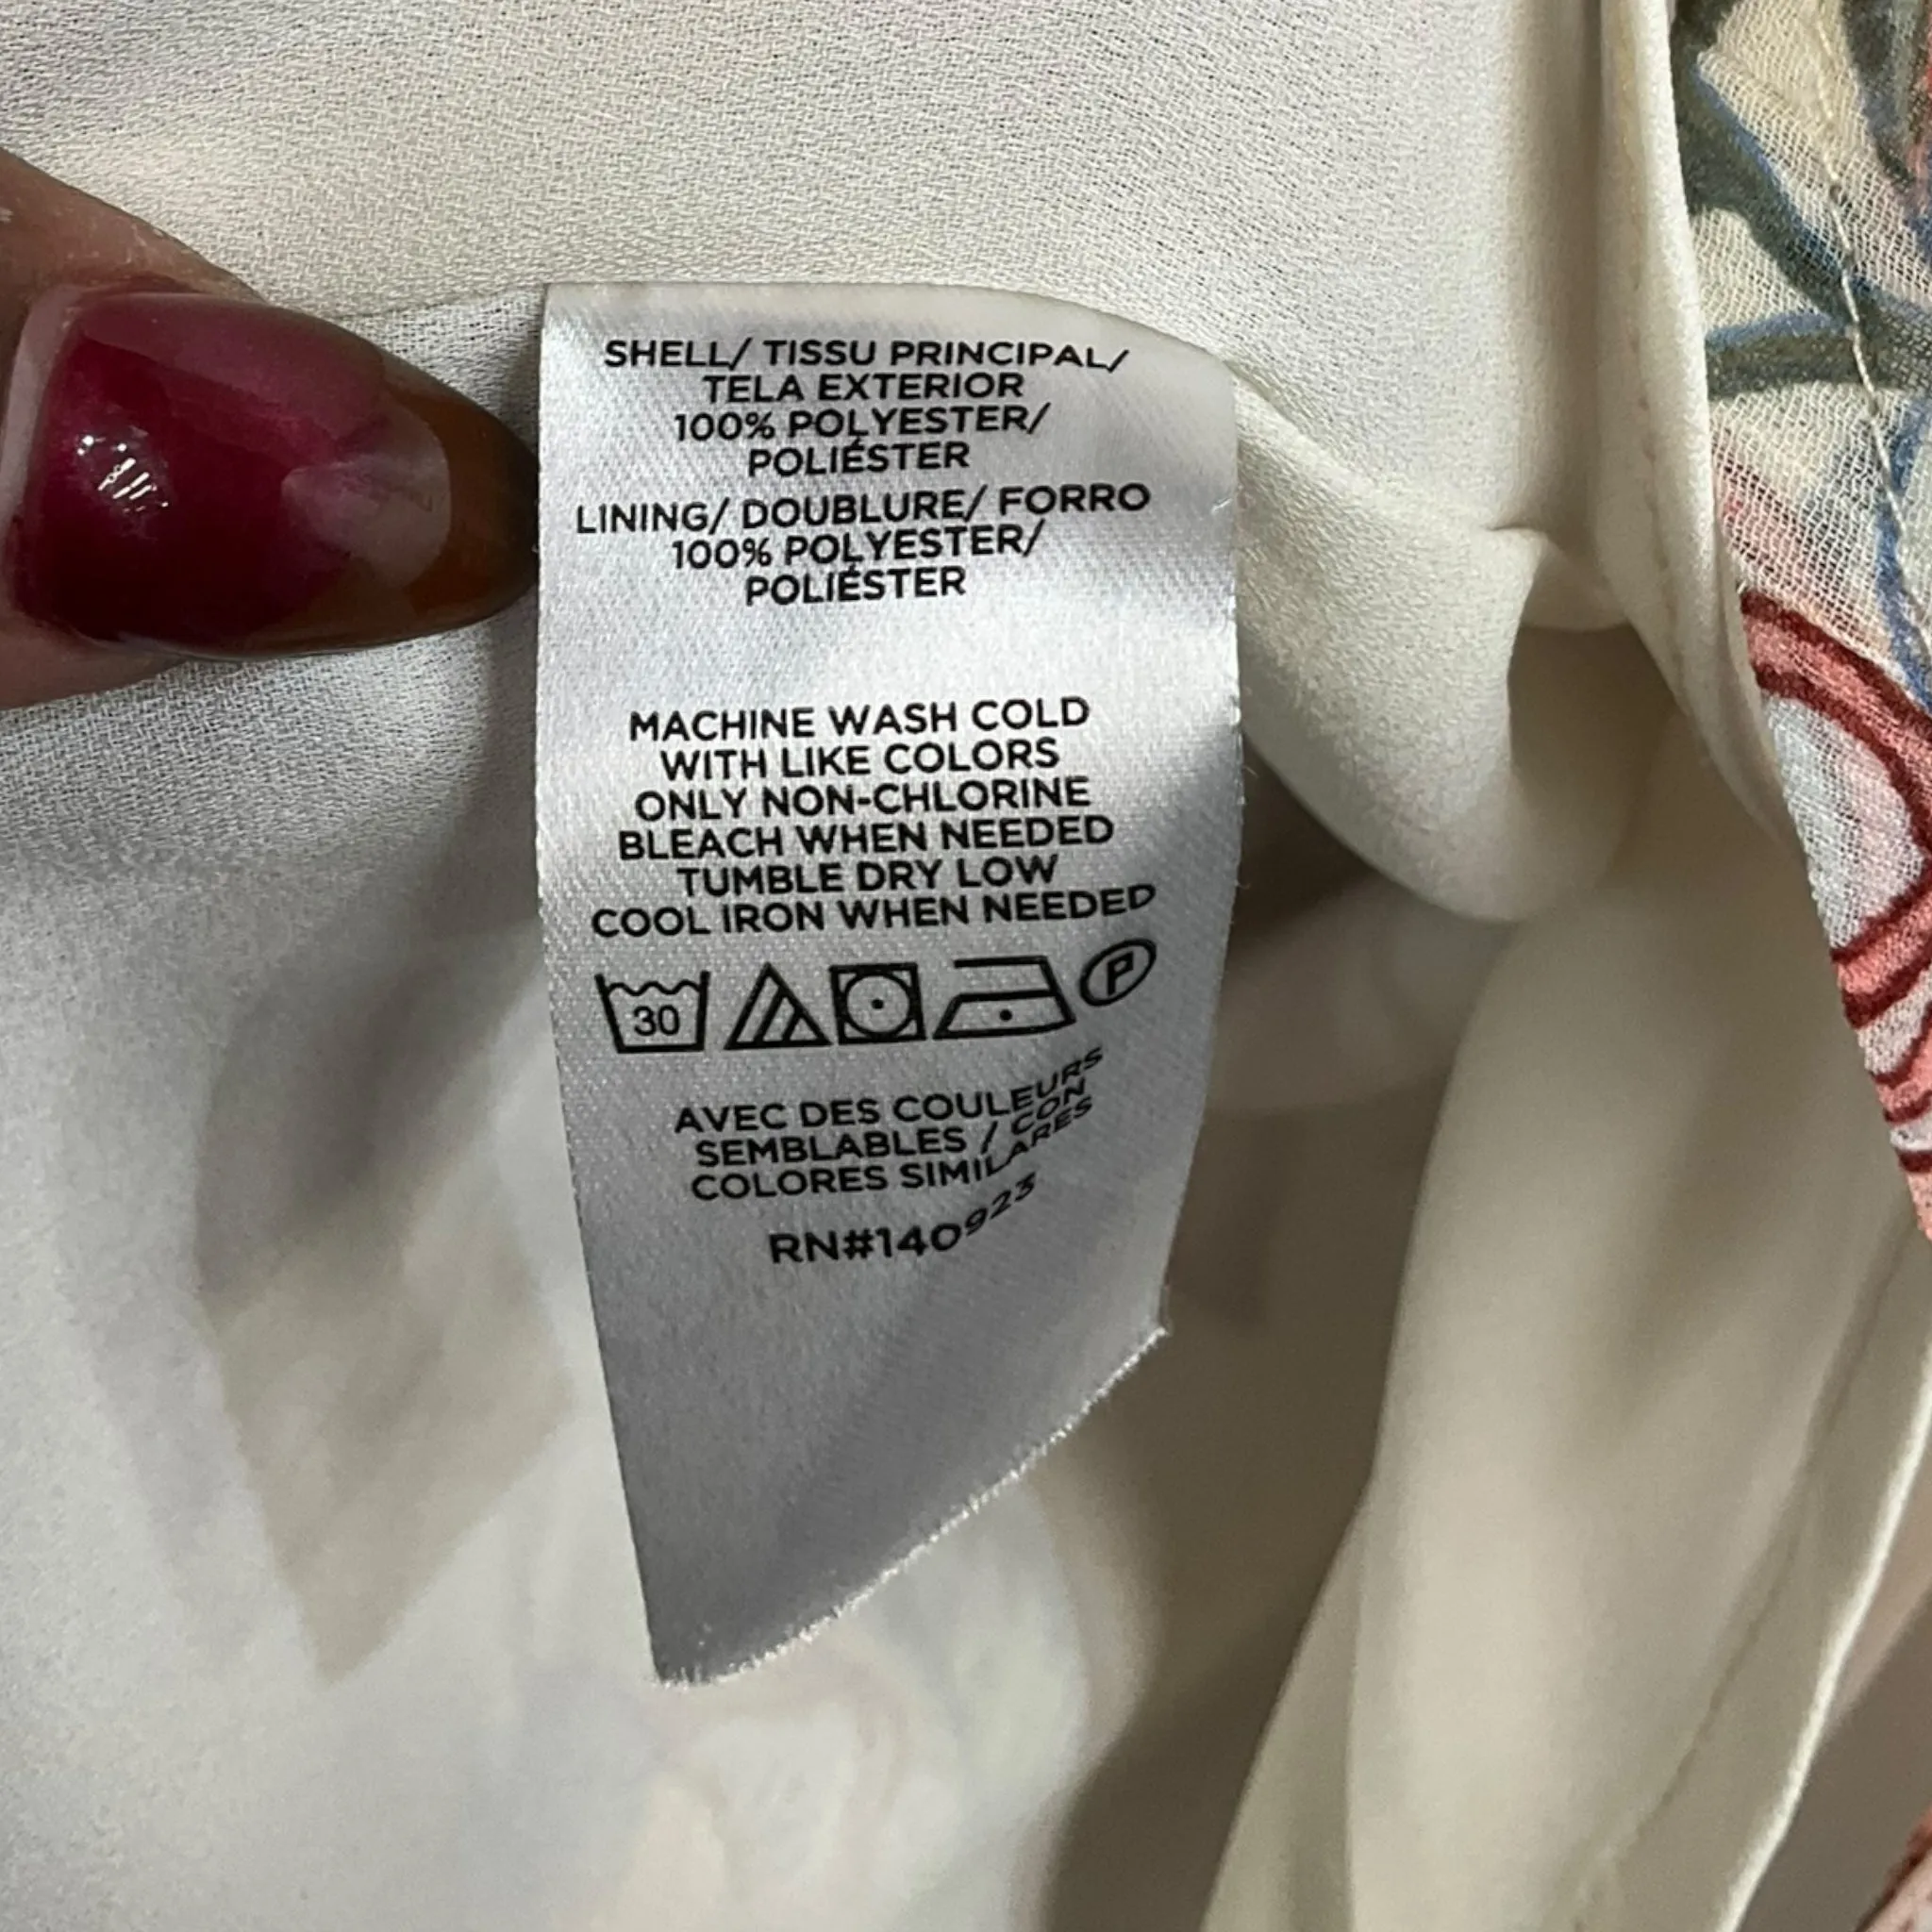 SHELL/ TISSU PRINCIPAL/
TELA EXTERIOR
100% POLYESTER/
POLIÉSTER
LINING/ DOUBLURE/ FORRO
100% POLYESTER/
POLIÉSTER
MACHINE WASH COLD
WITH LIKE COLORS
ONLY NON-CHLORINE
BLEACH WHEN NEEDED
TUMBLE DRY LOW
COOL IRON WHEN NEEDED
30 P
AVEC DES COULEURS
SEMBLABLES / CON
COLORES SIMILARES
RN#140923